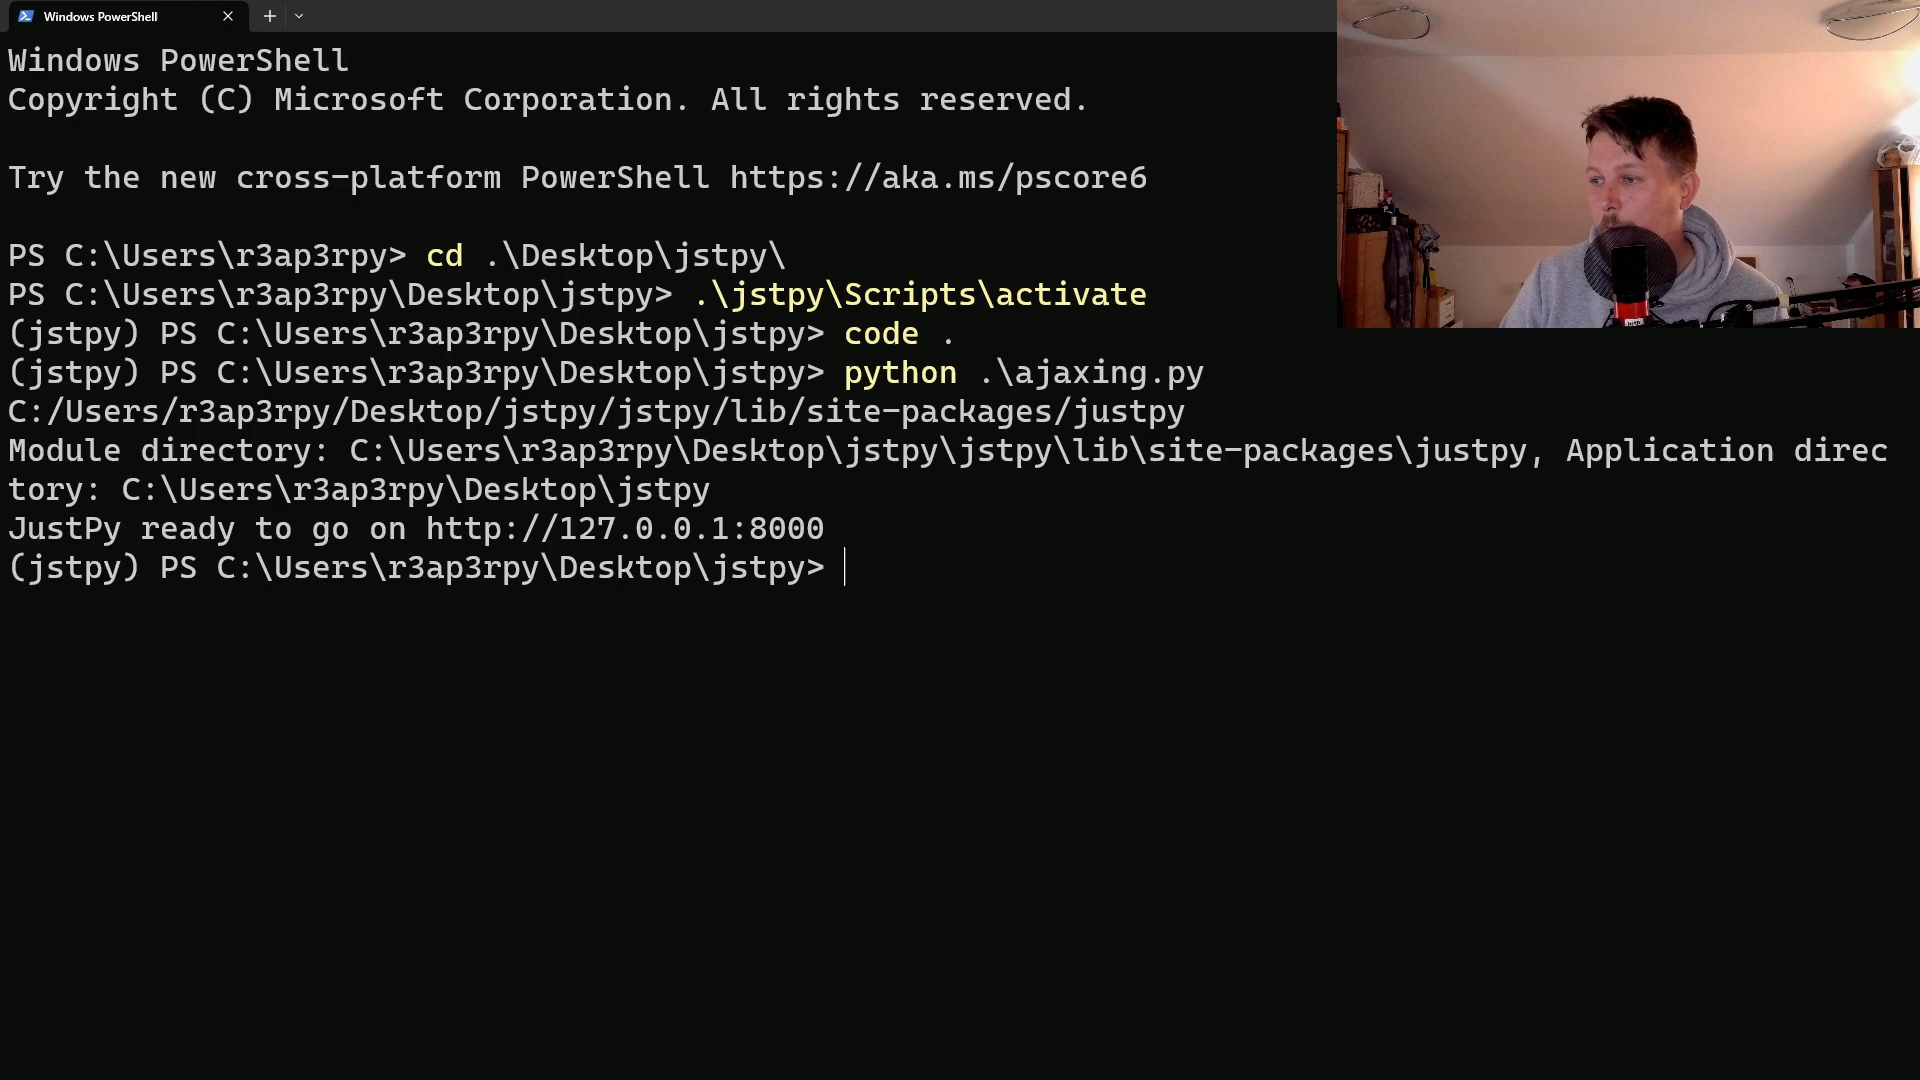 Windows PowerShell
Windows PowerShell
Copyright (C) Microsoft Corporation. All rights reserved.
Try the new cross-platform PowerShell https://aka.ms/pscore6
PS C:\Users\r3ap3rpy> cd .\Desktop\jstpy\
PS C:\Users\r3ap3rpy\Desktop\jstpy> .\jstpy\Scripts\activate
(jstpy) PS C:\Users\r3ap3rpy\Desktop\jstpy> code .
(jstpy) PS C:\Users\r3ap3rpy\Desktop\jstpy> python .\ajaxing.py
C:/Users/r3ap3rpy/Desktop/jstpy/jstpy/lib/site-packages/justpy
Module directory: C:\Users\r3ap3rpy\Desktop\jstpy\jstpy\lib\site-packages\justpy, Application direc
tory: C:\Users\r3ap3rpy\Desktop\jstpy
JustPy ready to go on http://127.0.0.1:8000
(jstpy) PS C:\Users\r3ap3rpy\Desktop\jstpy>